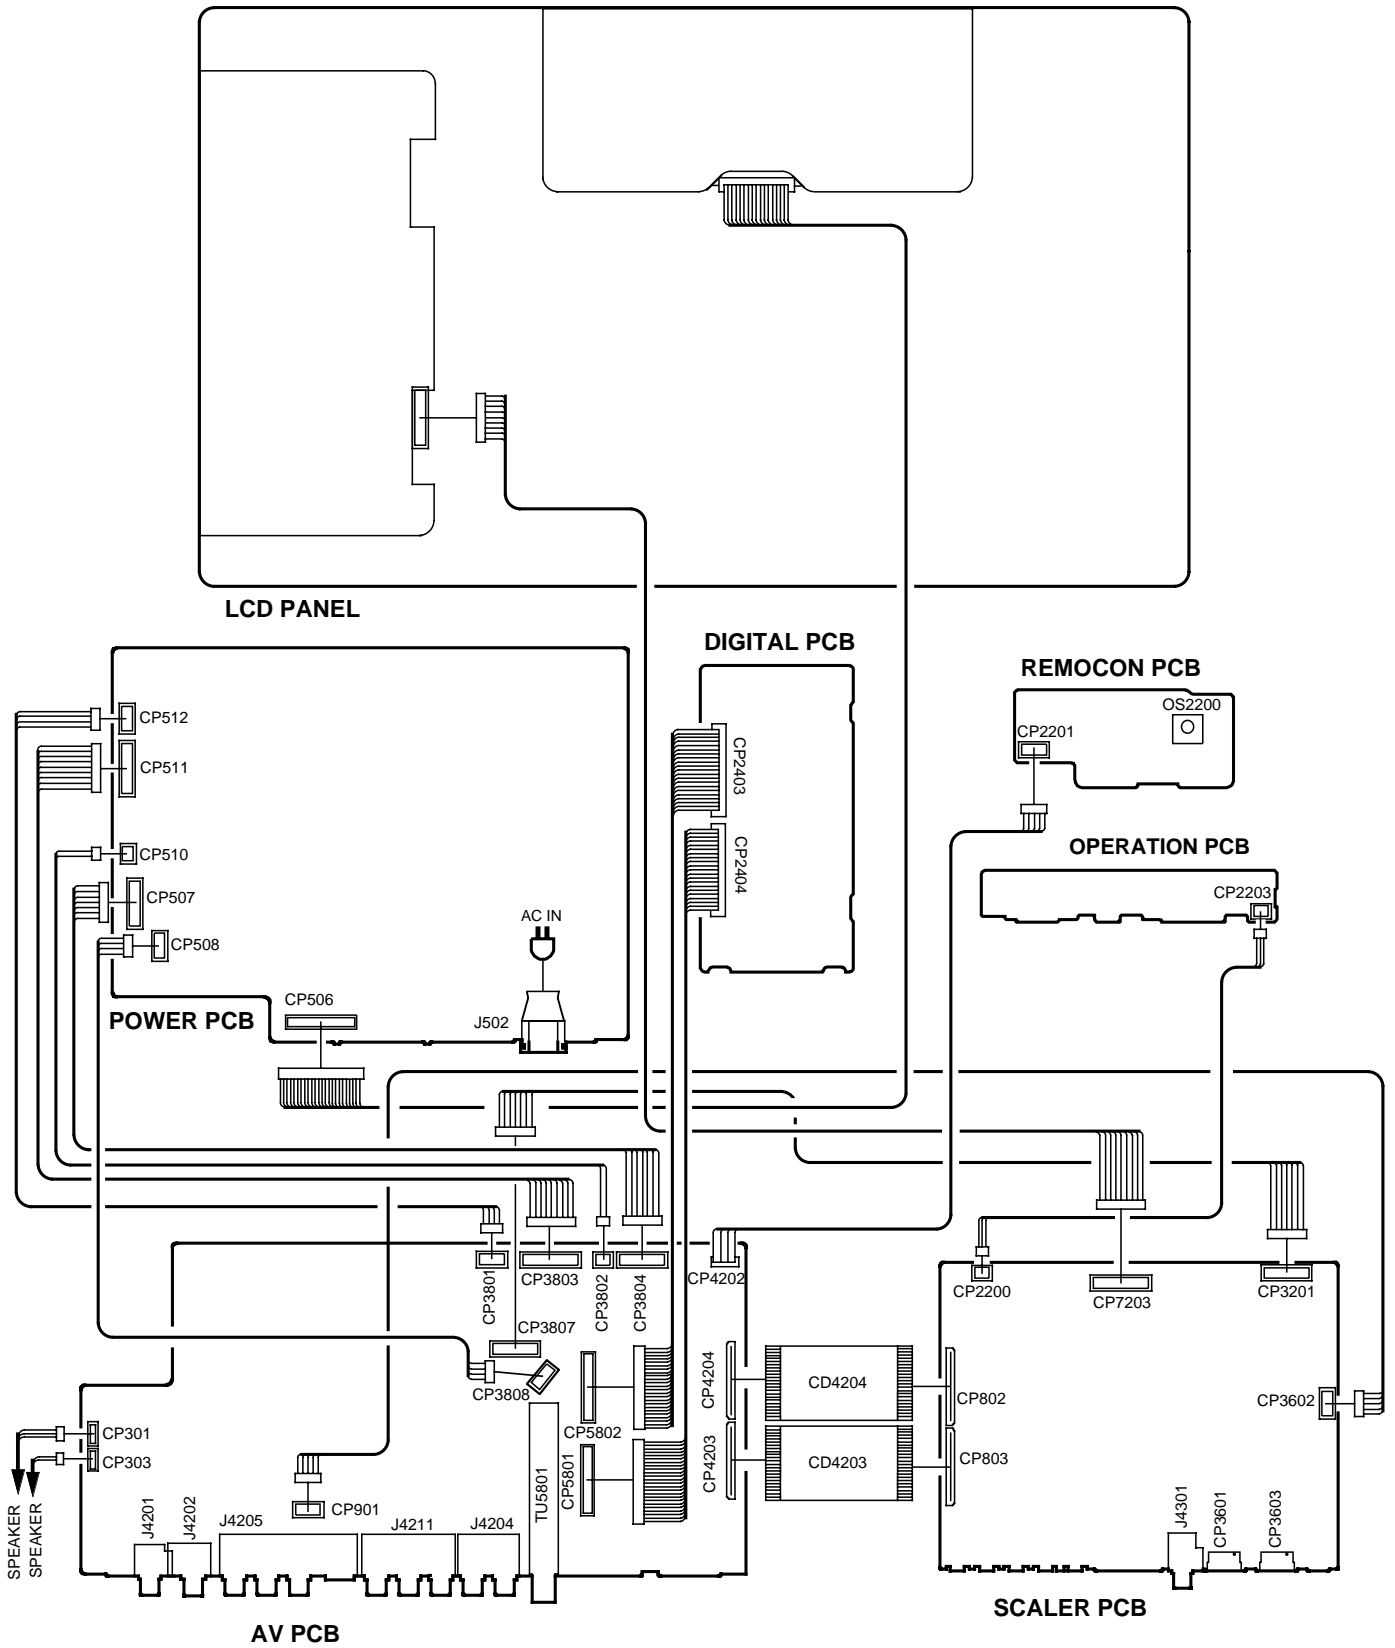 LCD PANEL
DIGITAL PCB
REMOCON PCB
OS2200
CP2201
CP512
CP511
CP2403
CP510
OPERATION PCB
CP2404
CP507
CP2203
AC IN
CP508
CP506
POWER PCB
J502
CP3801
CP3803
CP3802
CP3804
CP4202
CP2200
CP7203
CP3201
CP3807
CP3808
CP4204
CD4204
CP802
CP3602
CP301
CP5802
CP303
CP4203
CD4203
CP803
CP5801
TU5801
CP901
J4201
J4202
J4205
J4211
J4204
J4301
CP3601
CP3603
SPEAKER
SPEAKER
SCALER PCB
AV PCB